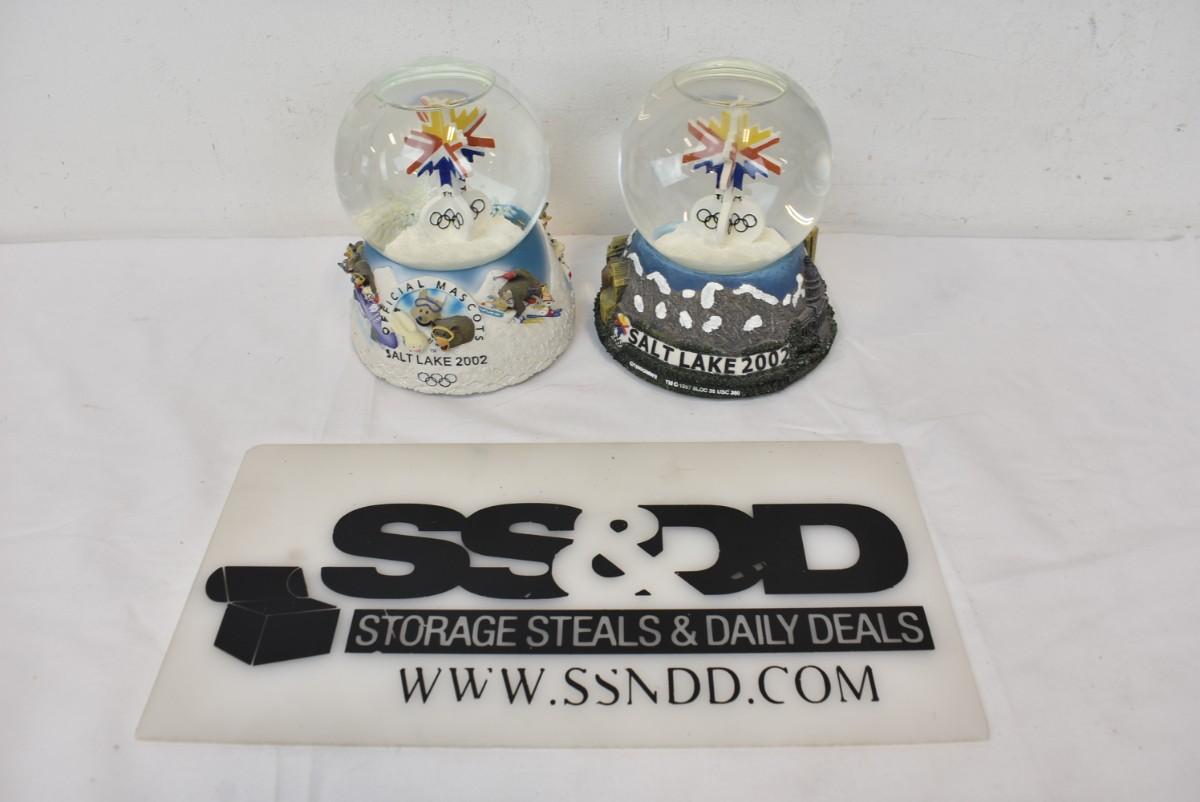 OFFICIAL MASCOTS
SALT LAKE 2002
SALT LAKE 2002
SS&DD
STORAGE STEALS & DAILY DEALS
WWW.SSNDD.COM